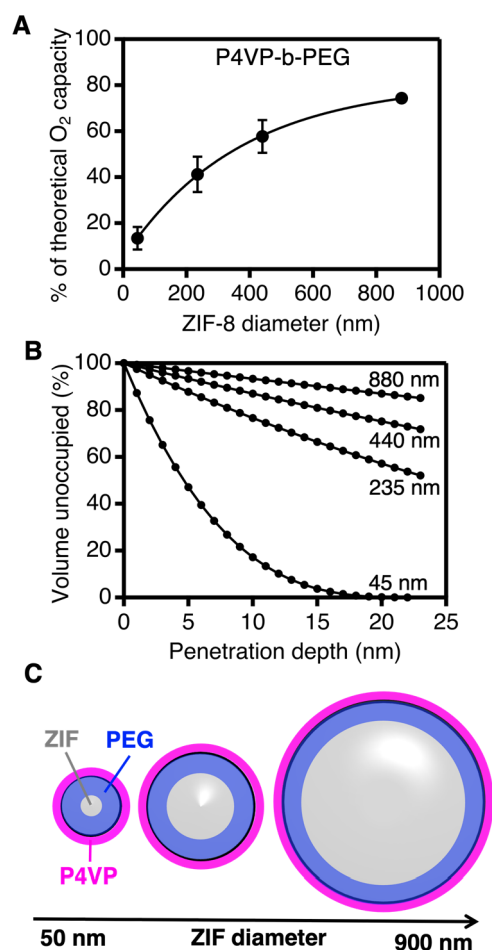 A
P4VP-b-PEG
% of theoretical O₂ capacity
100
80
60
40
20
0
0 200 400 600 800 1000
ZIF-8 diameter (nm)
B
Volume unoccupied (%)
100
80
60
40
20
0
880 nm
440 nm
235 nm
45 nm
0 5 10 15 20 25
Penetration depth (nm)
C
ZIF PEG
P4VP
50 nm ZIF diameter 900 nm